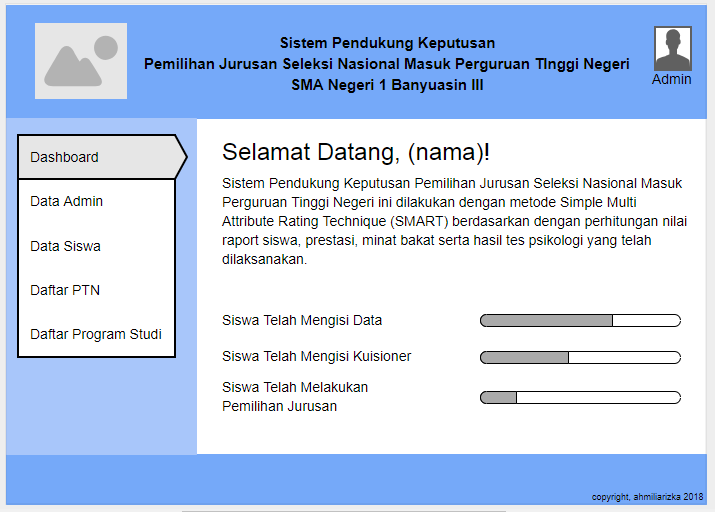 Sistem Pendukung Keputusan
Pemilihan Jurusan Seleksi Nasional Masuk Perguruan TInggi Negeri
SMA Negeri 1 Banyuasin III
Admin
Dashboard
Data Admin
Data Siswa
Daftar PTN
Daftar Program Studi
Selamat Datang, (nama)!
Sistem Pendukung Keputusan Pemilihan Jurusan Seleksi Nasional Masuk
Perguruan Tinggi Negeri ini dilakukan dengan metode Simple Multi
Attribute Rating Technique (SMART) berdasarkan dengan perhitungan nilai
raport siswa, prestasi, minat bakat serta hasil tes psikologi yang telah
dilaksanakan.
Siswa Telah Mengisi Data
Siswa Telah Mengisi Kuisioner
Siswa Telah Melakukan
Pemilihan Jurusan
copyright, ahmiliarizka 2018